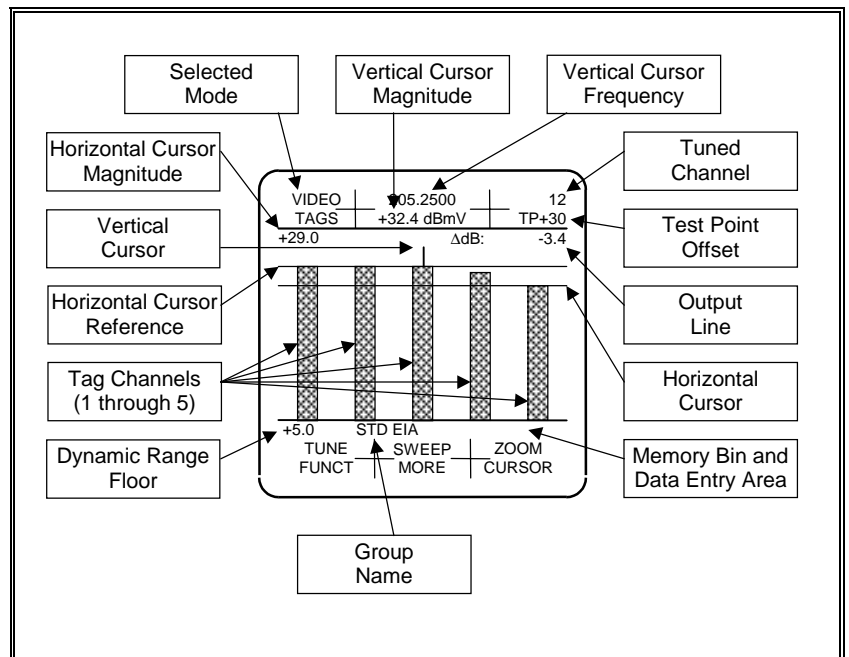 Selected
Mode
Vertical Cursor
Magnitude
Vertical Cursor
Frequency
Horizontal Cursor
Magnitude
Vertical
Cursor
Horizontal Cursor
Reference
Tag Channels
(1 through 5)
Dynamic Range
Floor
VIDEO 05.2500 12
TAGS +32.4 dBmV TP+30
+29.0 ΔdB: -3.4
+5.0 STD EIA
TUNE SWEEP ZOOM
FUNCT MORE CURSOR
Tuned
Channel
Test Point
Offset
Output
Line
Horizontal
Cursor
Memory Bin and
Data Entry Area
Group
Name